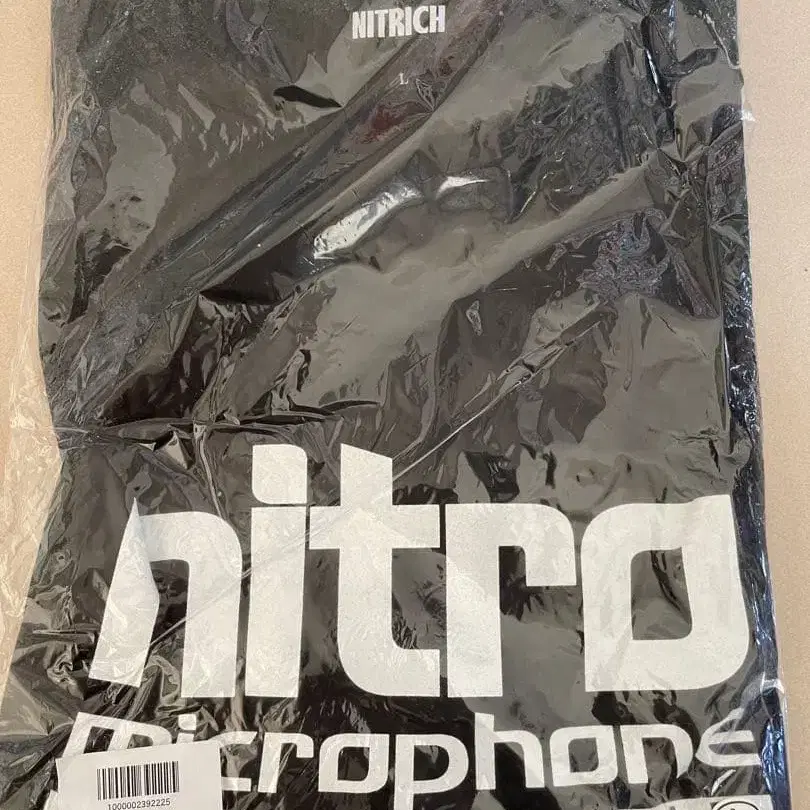 NITRICH
L
nitro
microphone
1000002392225